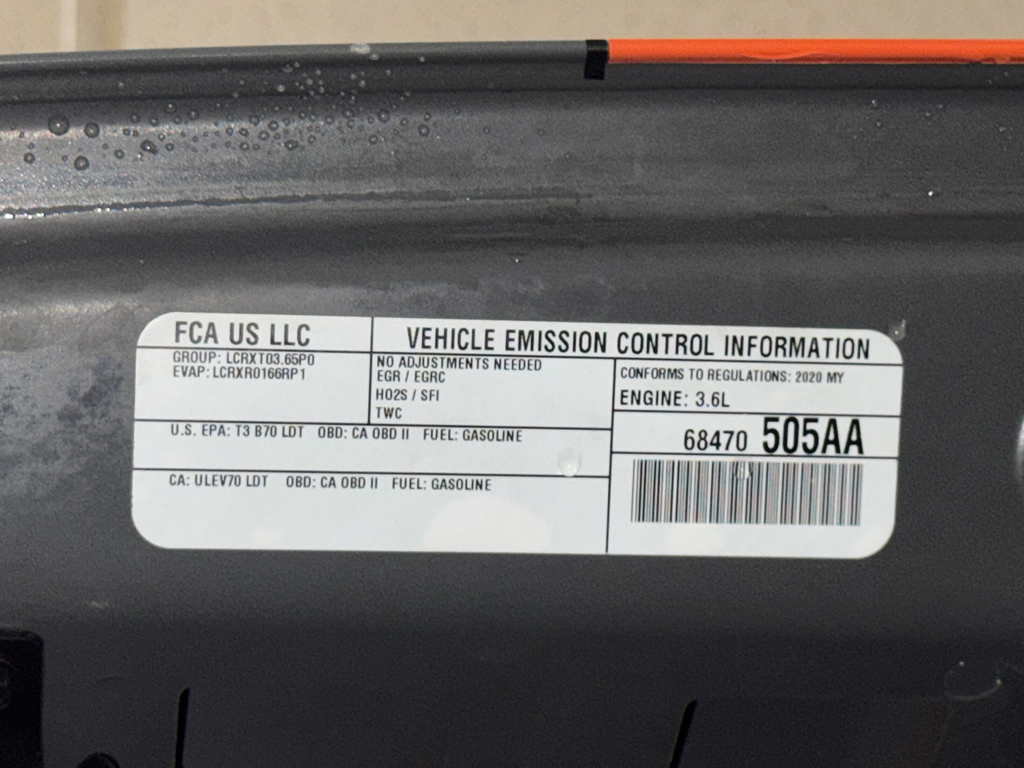 FCA US LLC
VEHICLE EMISSION CONTROL INFORMATION
GROUP: LCRXT03.65P0
EVAP: LCRXR0166RP1
NO ADJUSTMENTS NEEDED
EGR / EGRC
HO2S / SFI
TWC
CONFORMS TO REGULATIONS: 2020 MY
ENGINE: 3.6L
U.S. EPA: T3 B70 LDT OBD: CA OBD II FUEL: GASOLINE
68470 505AA
CA: ULEV70 LDT OBD: CA OBD II FUEL: GASOLINE